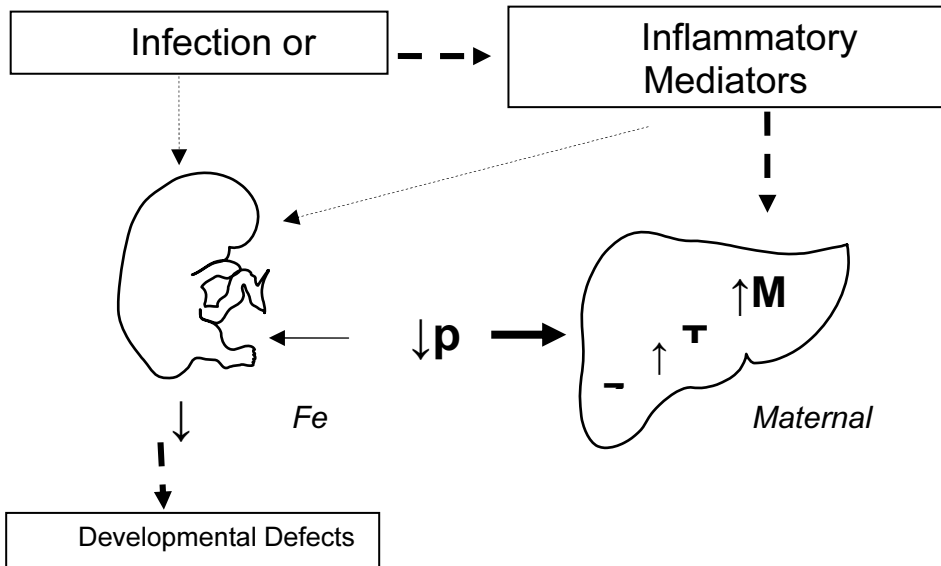 Infection or
Inflammatory
Mediators
↑M
↓p
↑
↓
Fe
Maternal
Developmental Defects